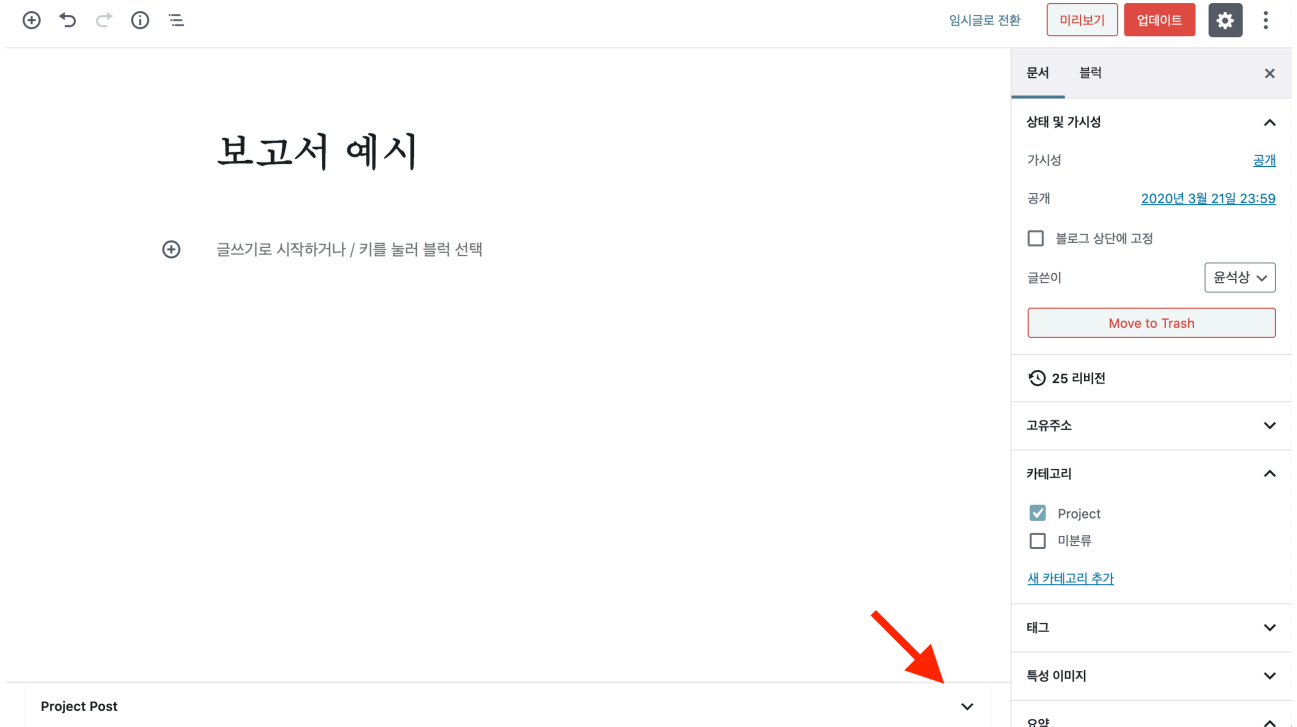 임시글로 전환 미리보기 업데이트
문서 블럭
상태 및 가시성
가시성 공개
공개 2020년 3월 21일 23:59
블로그 상단에 고정
글쓴이 윤석상
Move to Trash
25 리비전
고유주소
카테고리
Project
미분류
새 카테고리 추가
태그
특성 이미지
요약
보고서 예시
글쓰기로 시작하거나 / 키를 눌러 블럭 선택
Project Post